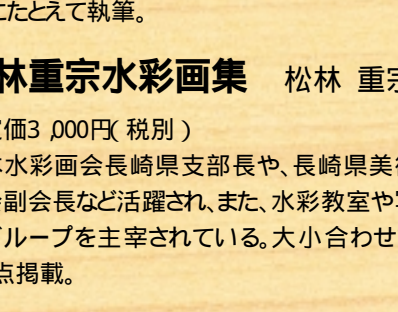 にたとえて執筆。
林重宗水彩画集　松林 重宗
価3,000円(税別)
水彩画会長崎県支部長や、長崎県美術
副会長など活躍され、また、水彩教室や写
グループを主宰されている。大小合わせ
点掲載。